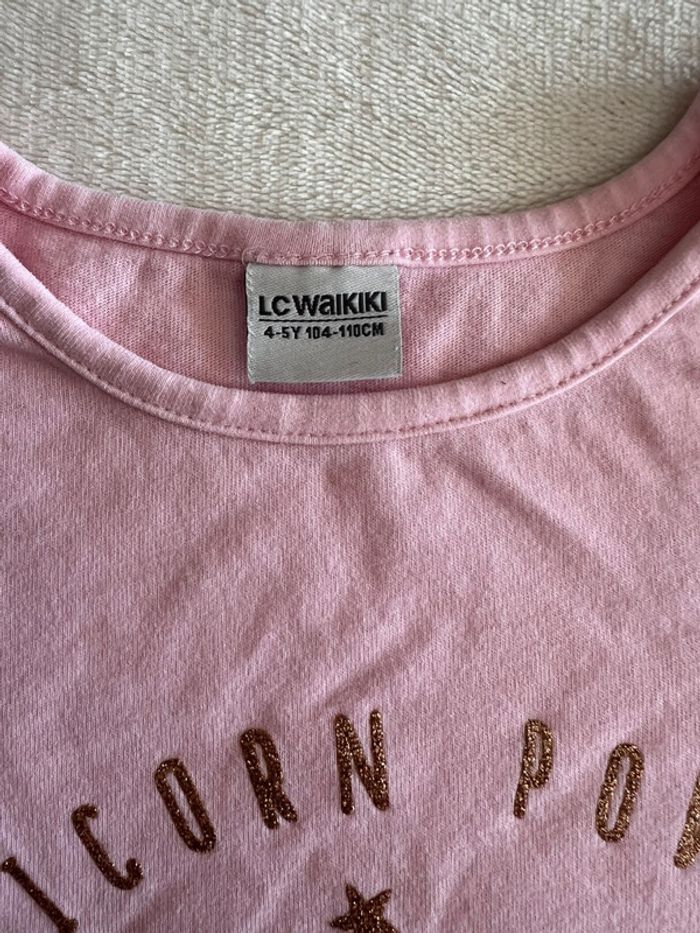 LC WAIKIKI
4-5Y 104-110CM
ICORN PO